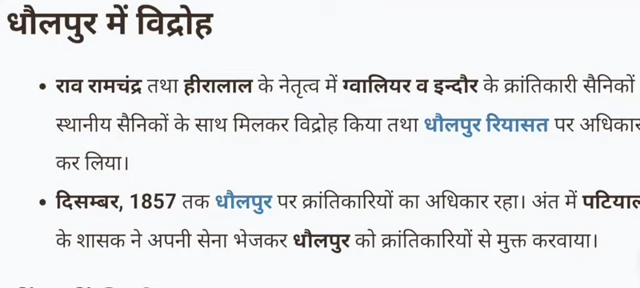 धौलपुर में विद्रोह
• राव रामचंद्र तथा हीरालाल के नेतृत्व में ग्वालियर व इन्दौर के क्रांतिकारी सैनिकों
स्थानीय सैनिकों के साथ मिलकर विद्रोह किया तथा धौलपुर रियासत पर अधिकार
कर लिया।
• दिसम्बर, 1857 तक धौलपुर पर क्रांतिकारियों का अधिकार रहा। अंत में
के शासक ने अपनी सेना भेजकर धौलपुर को क्रांतिकारियों से मुक्त करवाया।